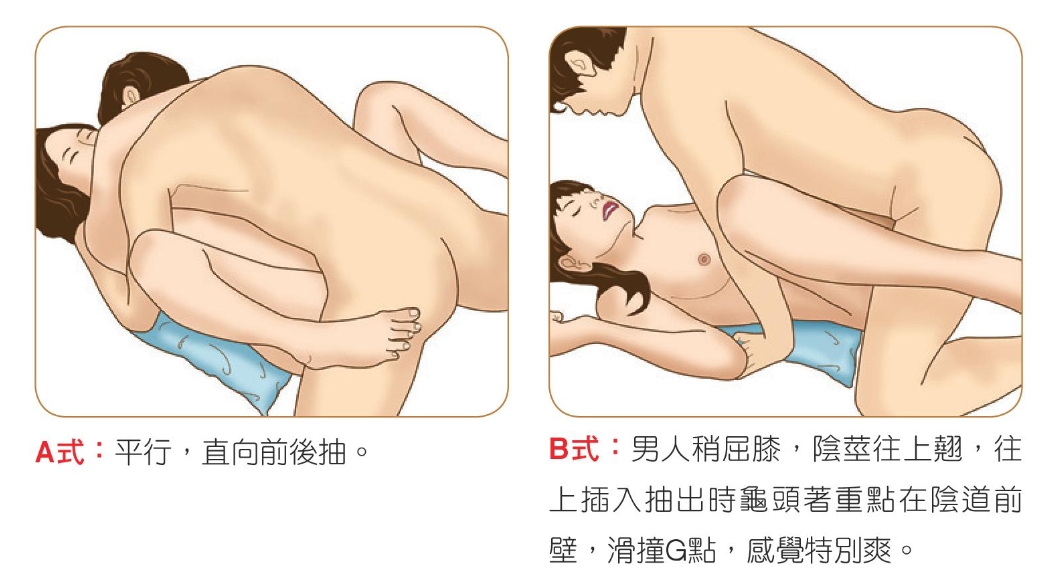 A式：平行，直向前後抽。
B式：男人稍屈膝，陰莖往上翹，往
上插入抽出時龜頭著重點在陰道前
壁，滑撞G點，感覺特別爽。